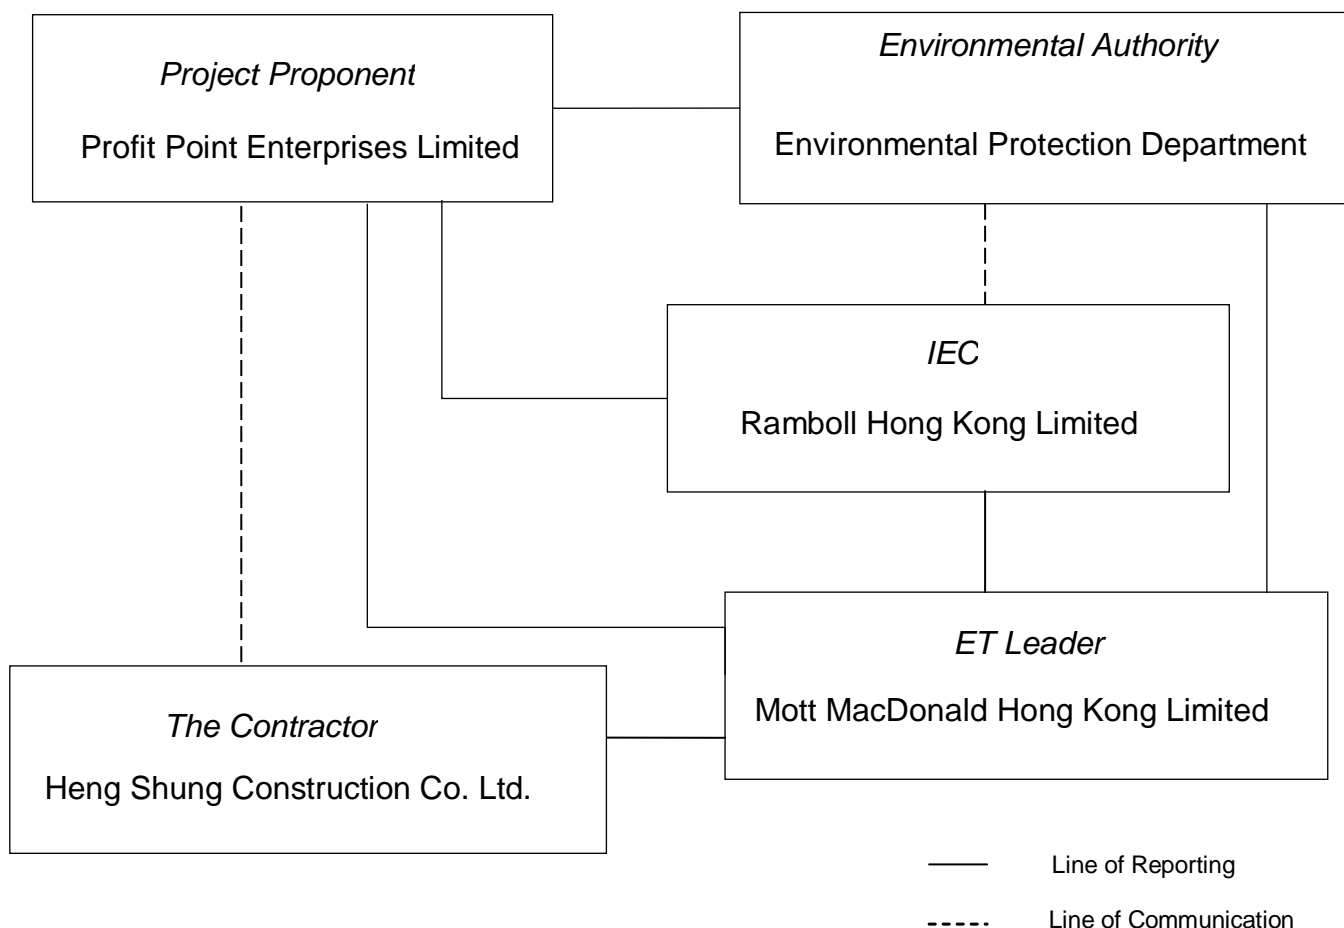 Project Proponent
Profit Point Enterprises Limited
Environmental Authority
Environmental Protection Department
IEC
Ramboll Hong Kong Limited
ET Leader
Mott MacDonald Hong Kong Limited
The Contractor
Heng Shung Construction Co. Ltd.
Line of Reporting
Line of Communication